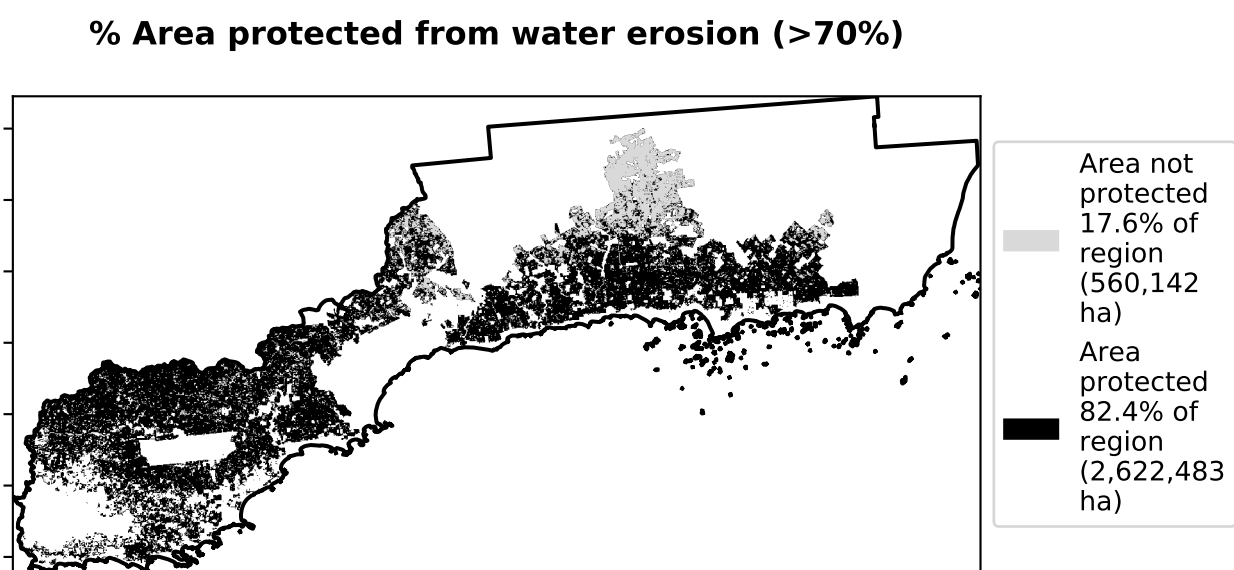 % Area protected from water erosion (>70%)
Area not
protected
17.6% of
region
(560,142
ha)
Area
protected
82.4% of
region
(2,622,483
ha)